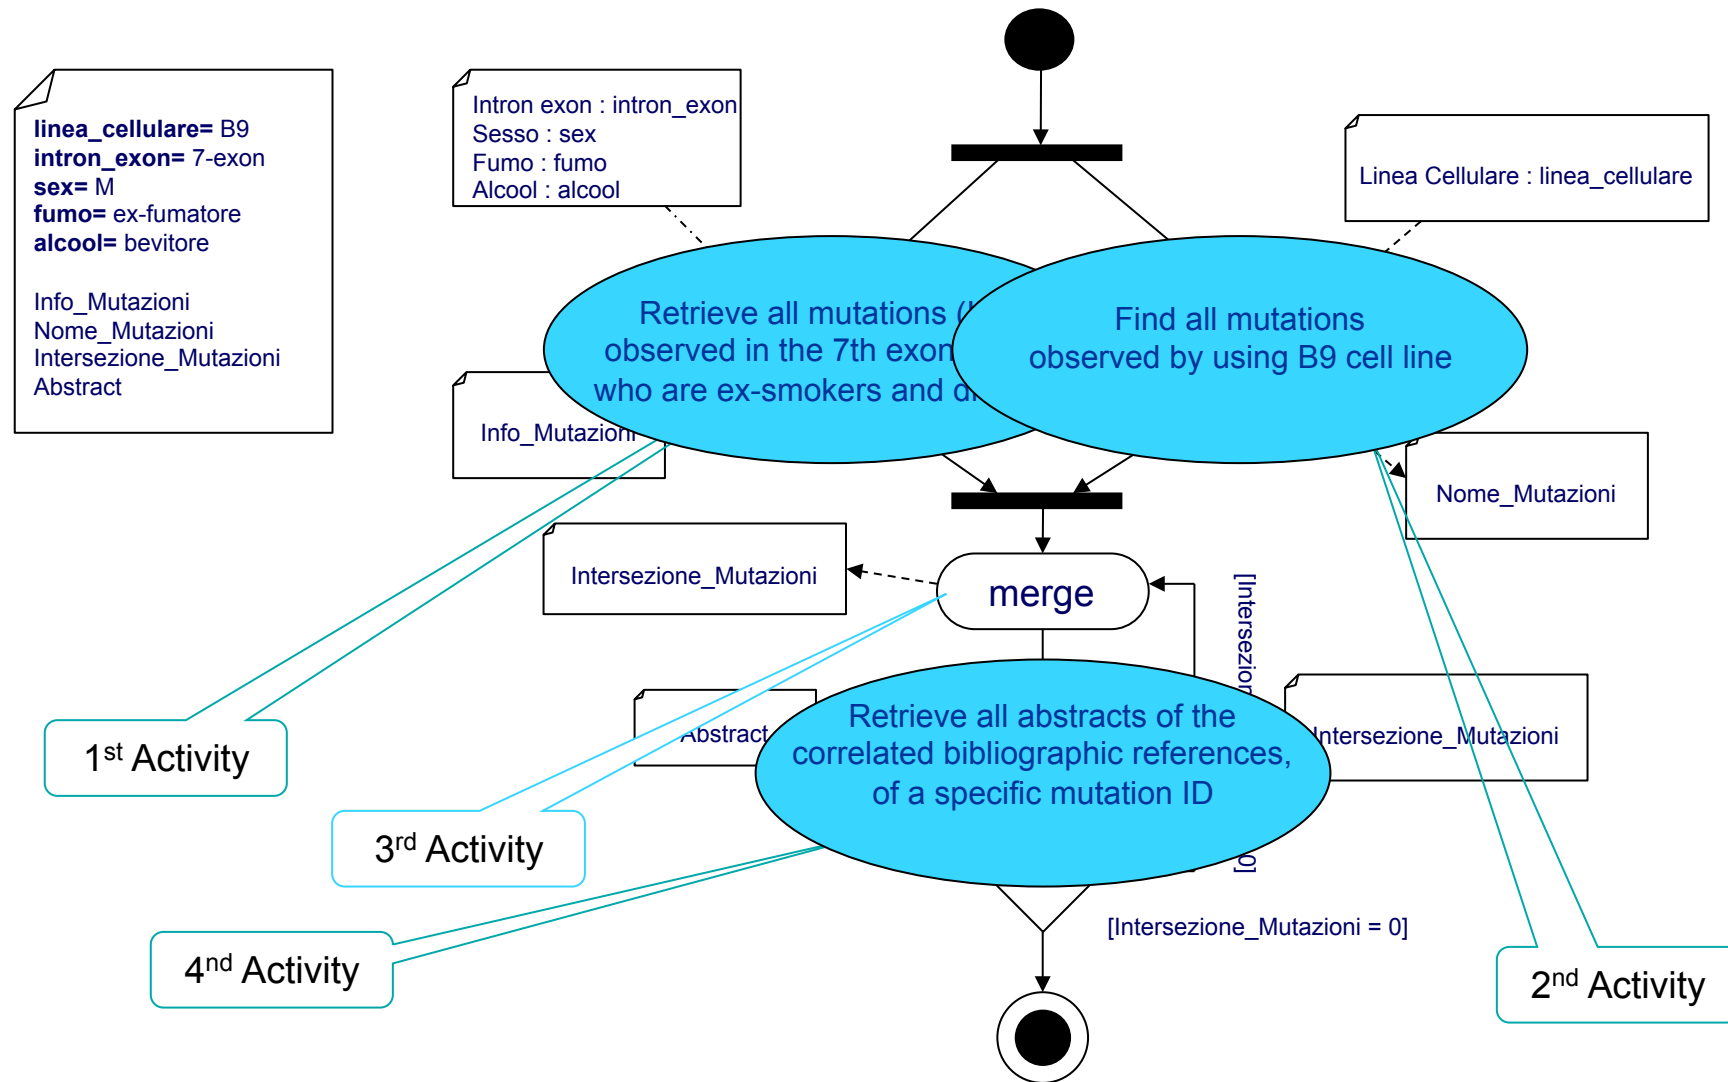 linea_cellulare= B9
intron_exon= 7-exon
sex= M
fumo= ex-fumatore
alcool= bevitore
Info_Mutazioni
Nome_Mutazioni
Intersezione_Mutazioni
Abstract
Intron exon : intron_exon
Sesso : sex
Fumo : fumo
Alcool : alcool
Linea Cellulare : linea_cellulare
Retrieve all mutations (
observed in the 7th exon
who are ex-smokers and
Find all mutations
observed by using B9 cell line
Info_Mutazioni
Nome_Mutazioni
Intersezione_Mutazioni
merge
Abstract
Retrieve all abstracts of the
correlated bibliographic references,
of a specific mutation ID
Intersezione_Mutazioni
0]
[Intersezione_Mutazioni = 0]
1st Activity
3rd Activity
4nd Activity
2nd Activity